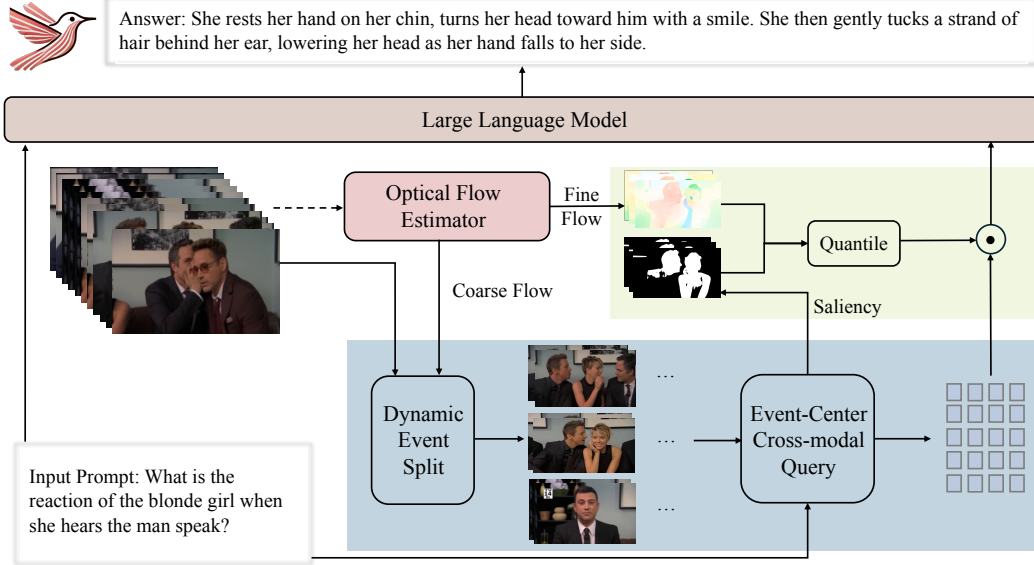 Answer: She rests her hand on her chin, turns her head toward him with a smile. She then gently tucks a strand of
hair behind her ear, lowering her head as her hand falls to her side.
Large Language Model
Optical Flow
Estimator
Fine
Flow
Quantile
Coarse Flow
Saliency
Dynamic
Event
Split
...
...
...
Event-Center
Cross-modal
Query
Input Prompt: What is the
reaction of the blonde girl when
she hears the man speak?